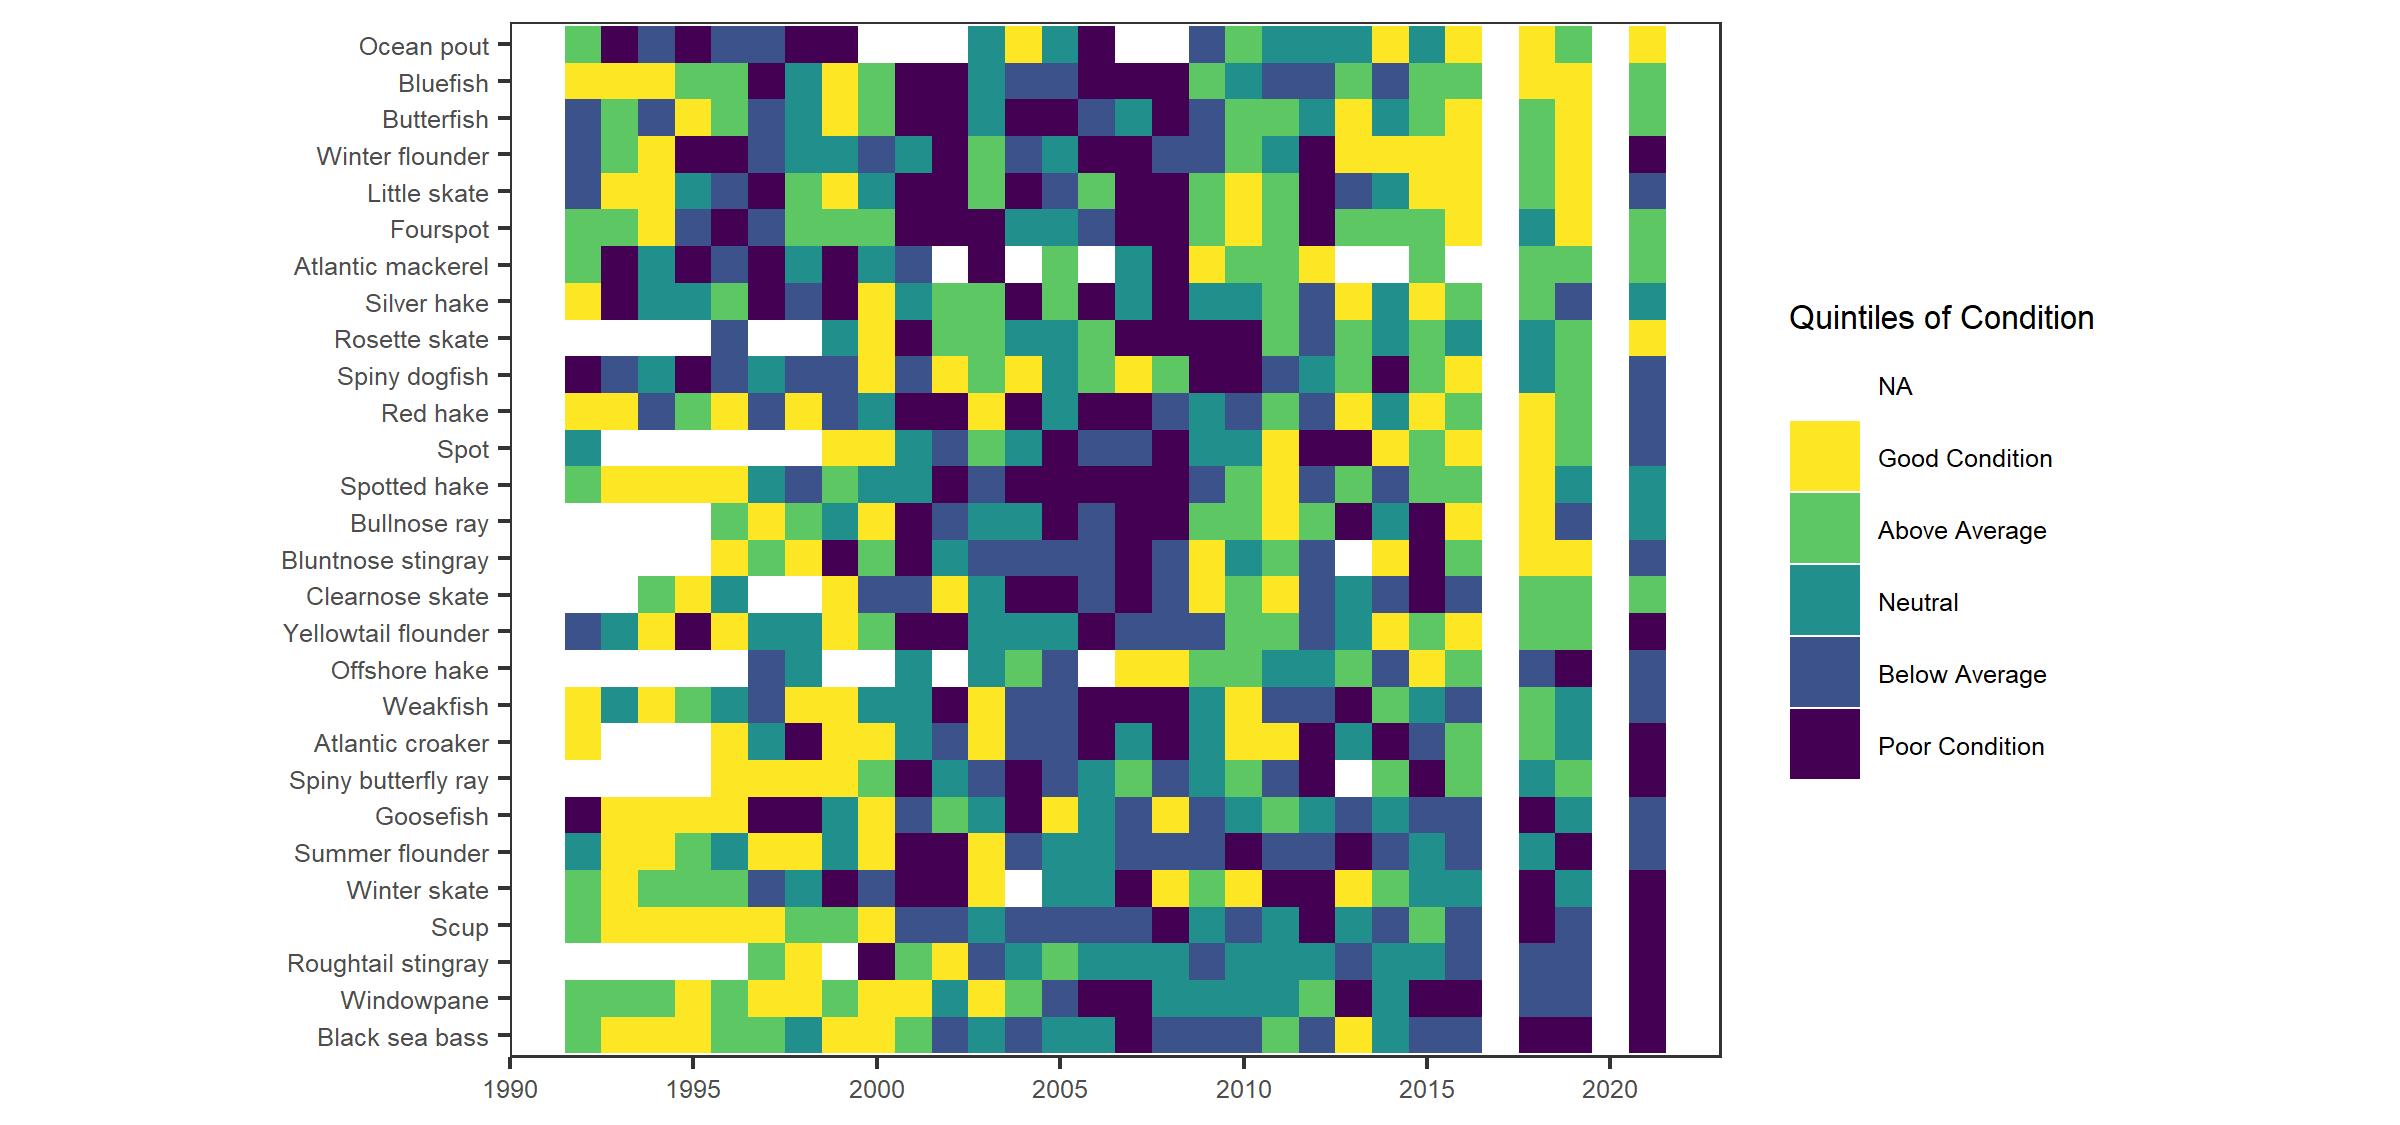 Ocean pout
Bluefish
Butterfish
Winter flounder
Little skate
Fourspot
Atlantic mackerel
Silver hake
Rosette skate
Spiny dogfish
Red hake
Spot
Spotted hake
Bullnose ray
Bluntnose stingray
Clearnose skate
Yellowtail flounder
Offshore hake
Weakfish
Atlantic croaker
Spiny butterfly ray
Goosefish
Summer flounder
Winter skate
Scup
Roughtail stingray
Windowpane
Black sea bass
1990 1995 2000 2005 2010 2015 2020
Quintiles of Condition
NA
Good Condition
Above Average
Neutral
Below Average
Poor Condition